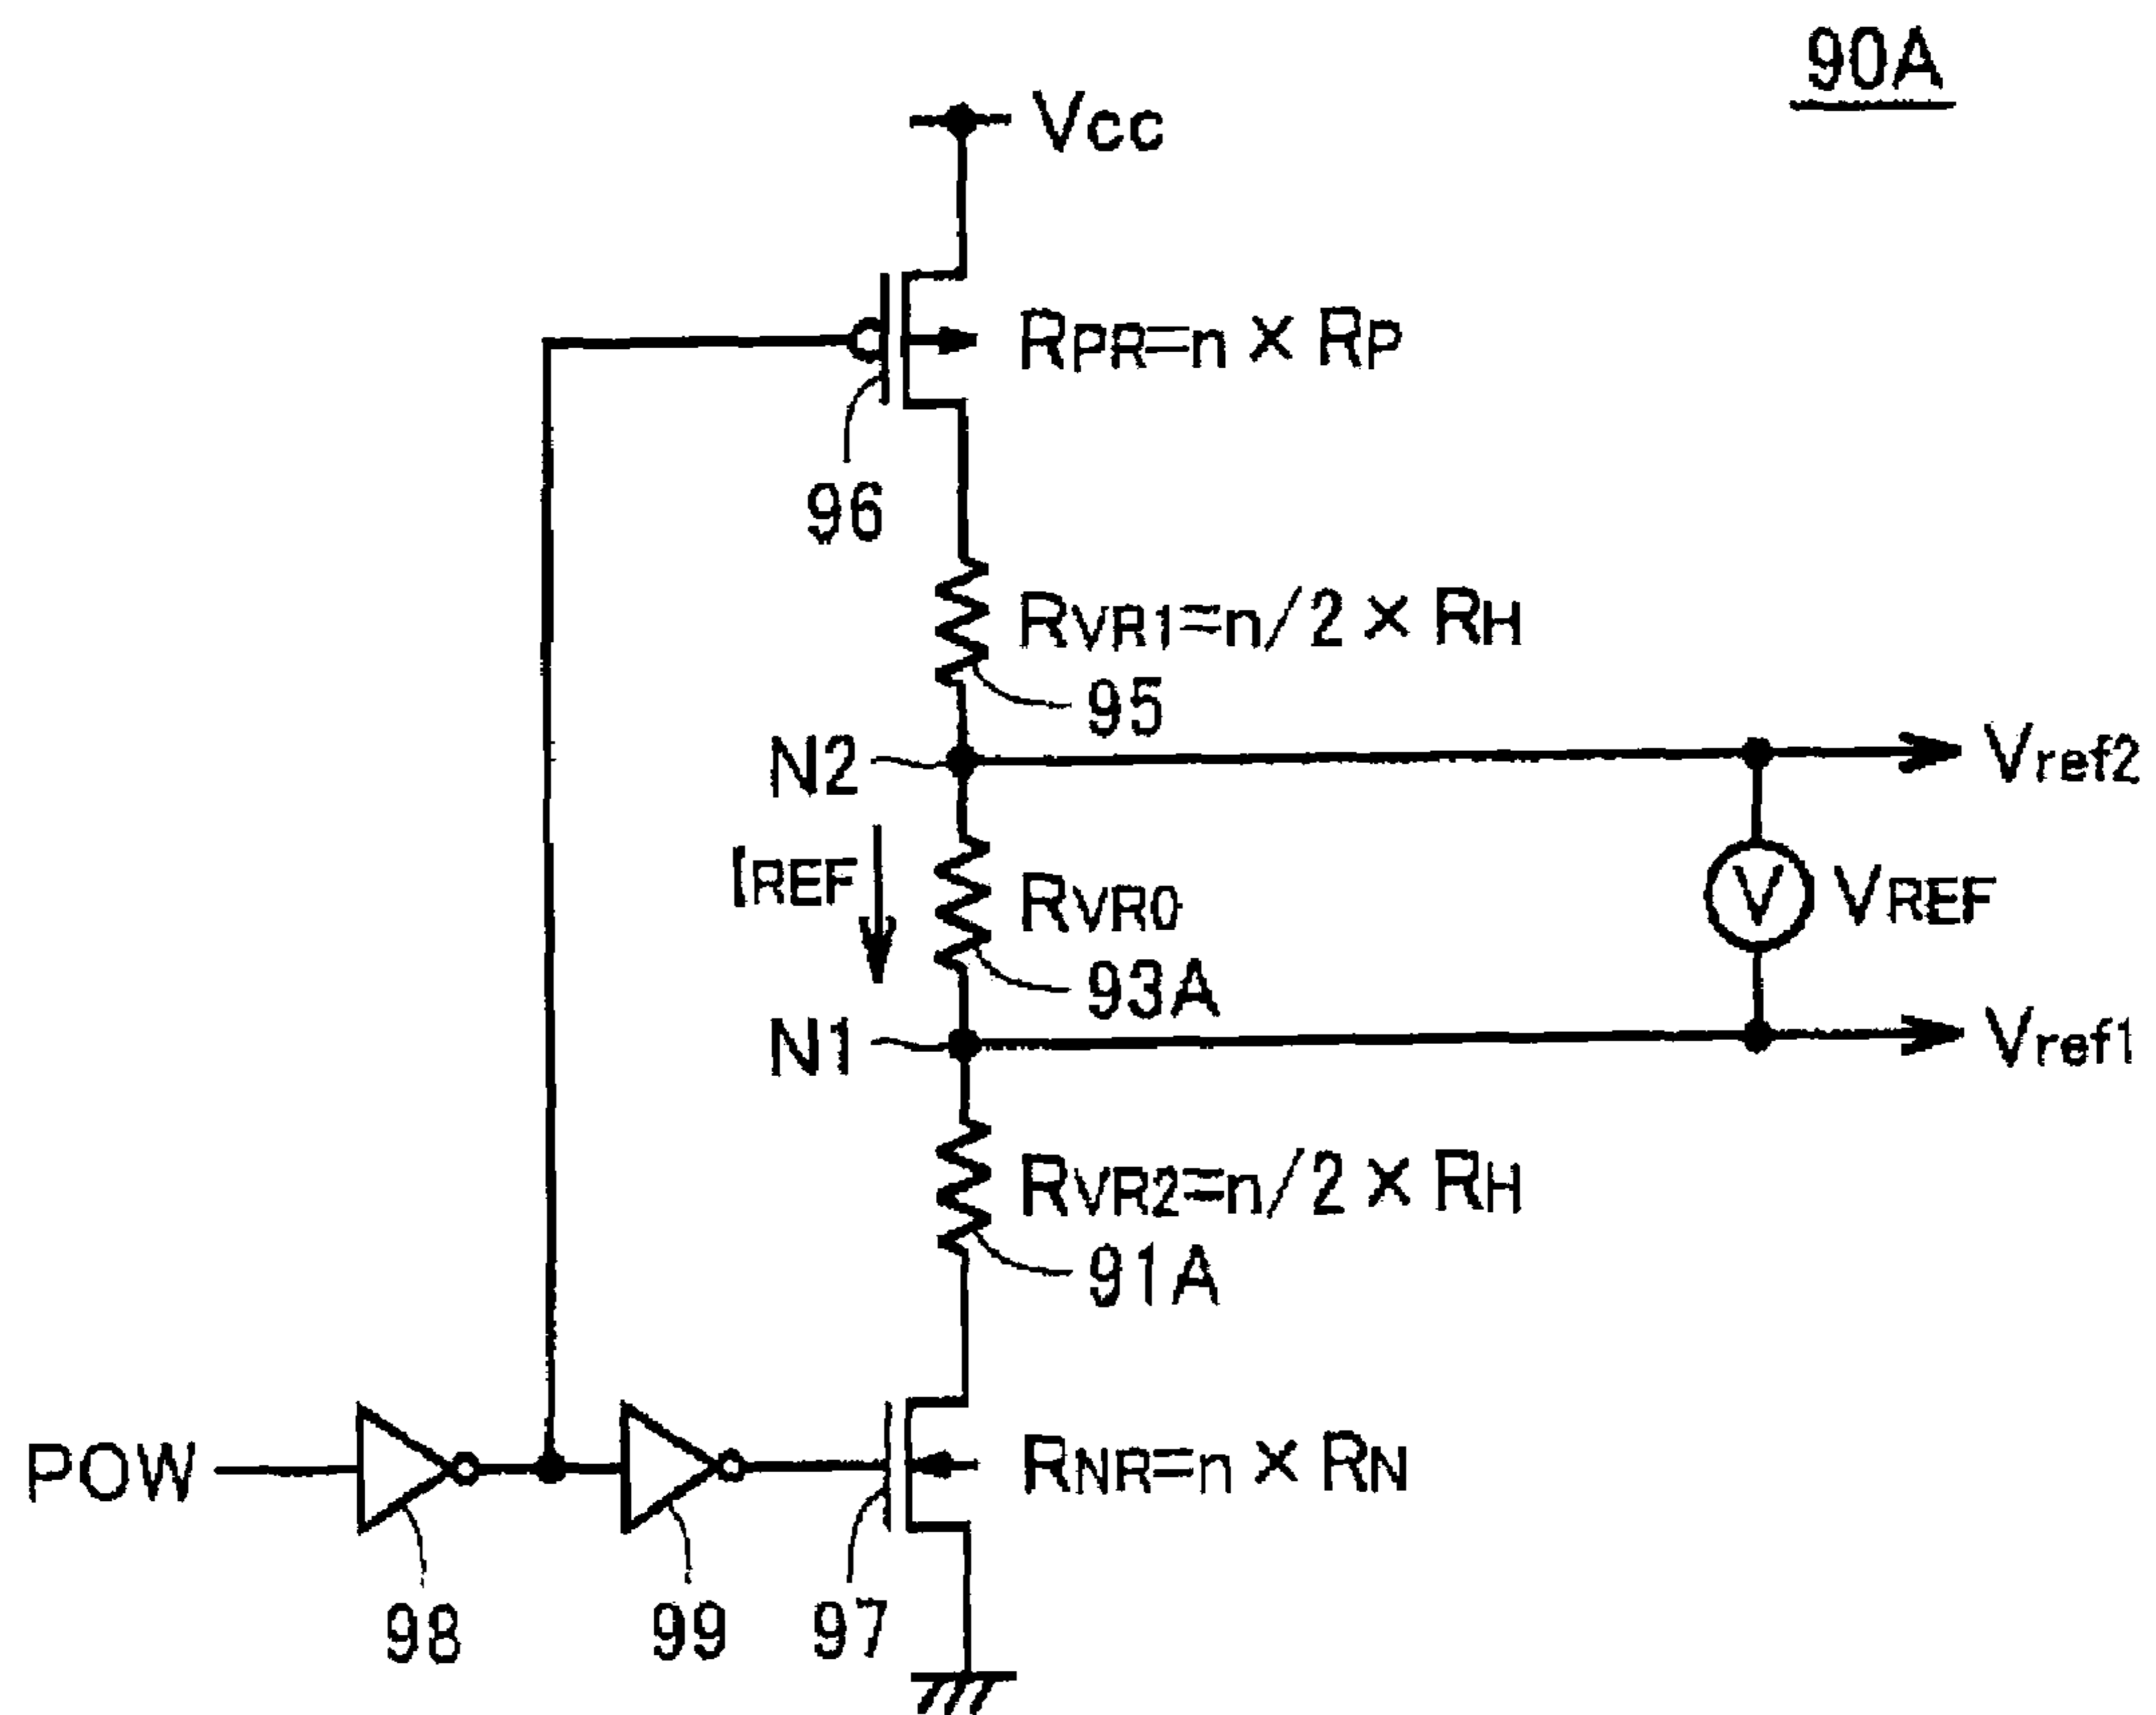 90A
Vcc
RPR=n × RP
96
RVR1=n/2 × RH
95
N2
Vref2
IREF
RVR0
VREF
V
93A
N1
Vref1
RVR2=n/2 × RH
91A
POW
RNR=n × RN
98
99
97